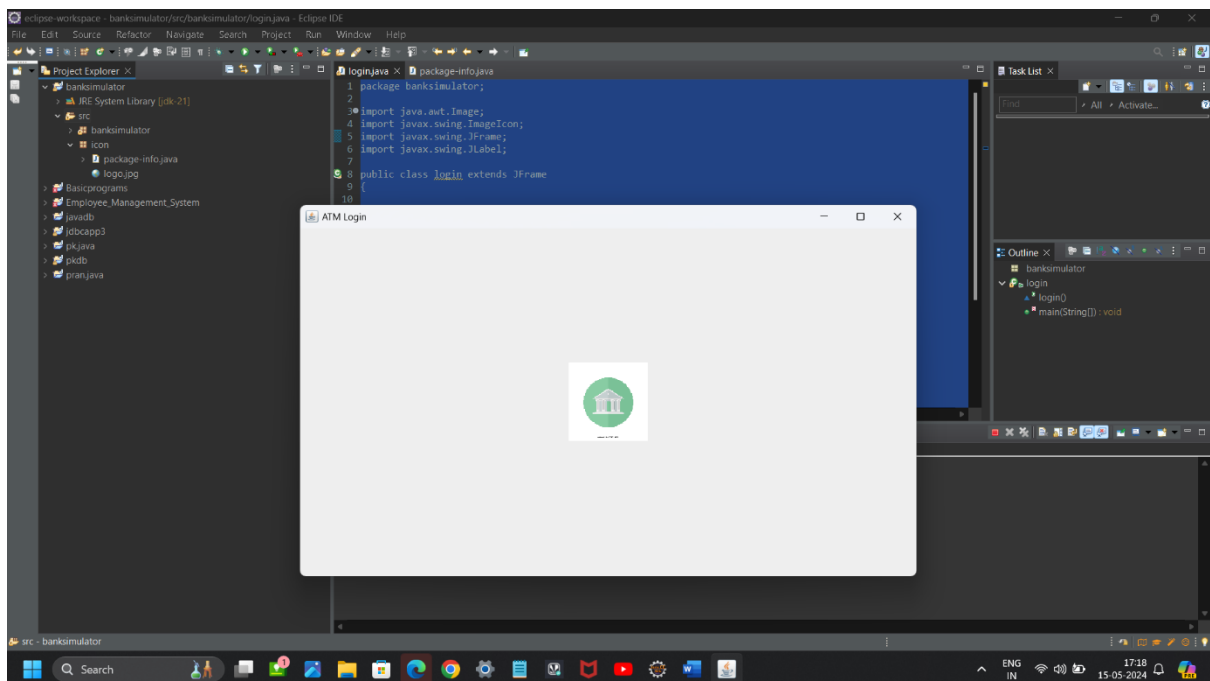 eclipse-workspace - banksimulator/src/banksimulator/login.java - Eclipse IDE
File Edit Source Refactor Navigate Search Project Run Window Help
Project Explorer
banksimulator
JRE System Library [jdk-21]
src
banksimulator
icon
package-info.java
logo.jpg
Basicprograms
Employee_Management_System
javadb
jdbcapp3
pk.java
pkdb
pran.java
login.java
package-info.java
1 package banksimulator;
2
3 import java.awt.Image;
4 import javax.swing.ImageIcon;
5 import javax.swing.JFrame;
6 import javax.swing.JLabel;
7
8 public class login extends JFrame
9 {
10
ATM Login
Task List
Find All Activate...
Outline
banksimulator
login
login()
main(String[]) : void
src - banksimulator
Search
ENG
IN
17:18
15-05-2024